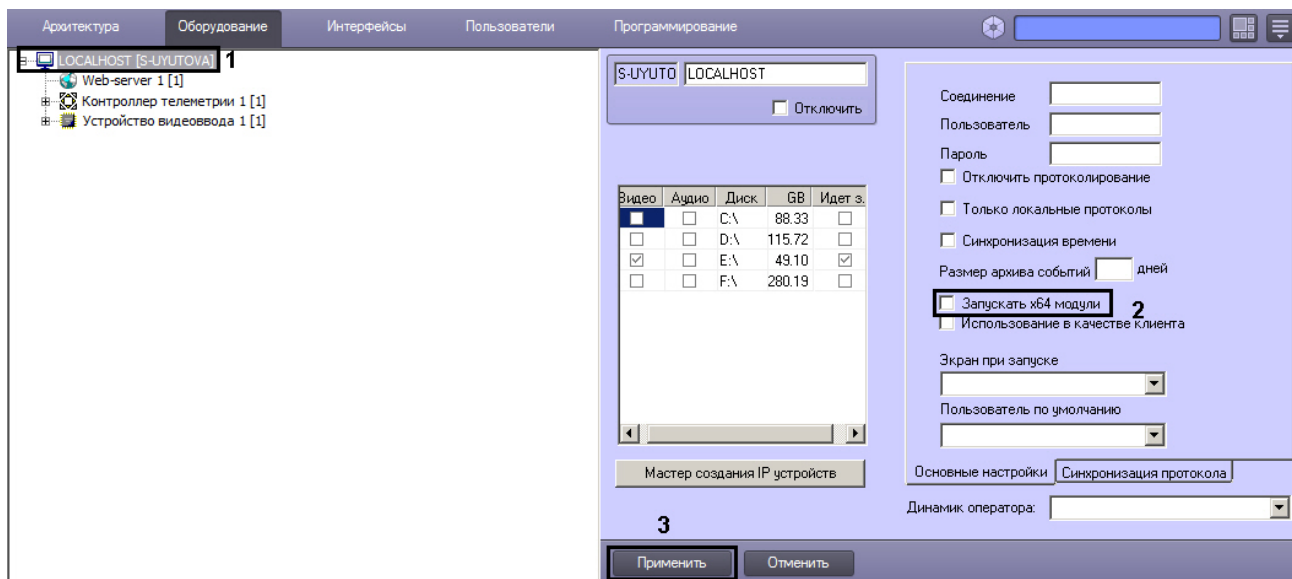 Архитектура Оборудование Интерфейсы Пользователи Программирование
LOCALHOST [S-UYUTOVA] 1
Web-server 1 [1]
Контроллер телеметрии 1 [1]
Устройство видеоввода 1 [1]
S-UYUTO LOCALHOST
Отключить
Видео Аудио Диск GB Идет з.
C:\ 88.33
D:\ 115.72
E:\ 49.10
F:\ 280.19
Мастер создания IP устройств
Соединение
Пользователь
Пароль
Отключить протоколирование
Только локальные протоколы
Синхронизация времени
Размер архива событий дней
Запускать x64 модули 2
Использование в качестве клиента
Экран при запуске
Пользователь по умолчанию
Основные настройки Синхронизация протокола
Динамик оператора:
3
Применить Отменить